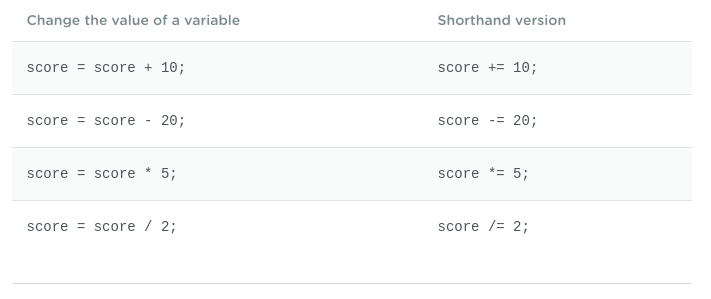 Change the value of a variable Shorthand version
score = score + 10; score += 10;
score = score - 20; score -= 20;
score = score * 5; score *= 5;
score = score / 2; score /= 2;